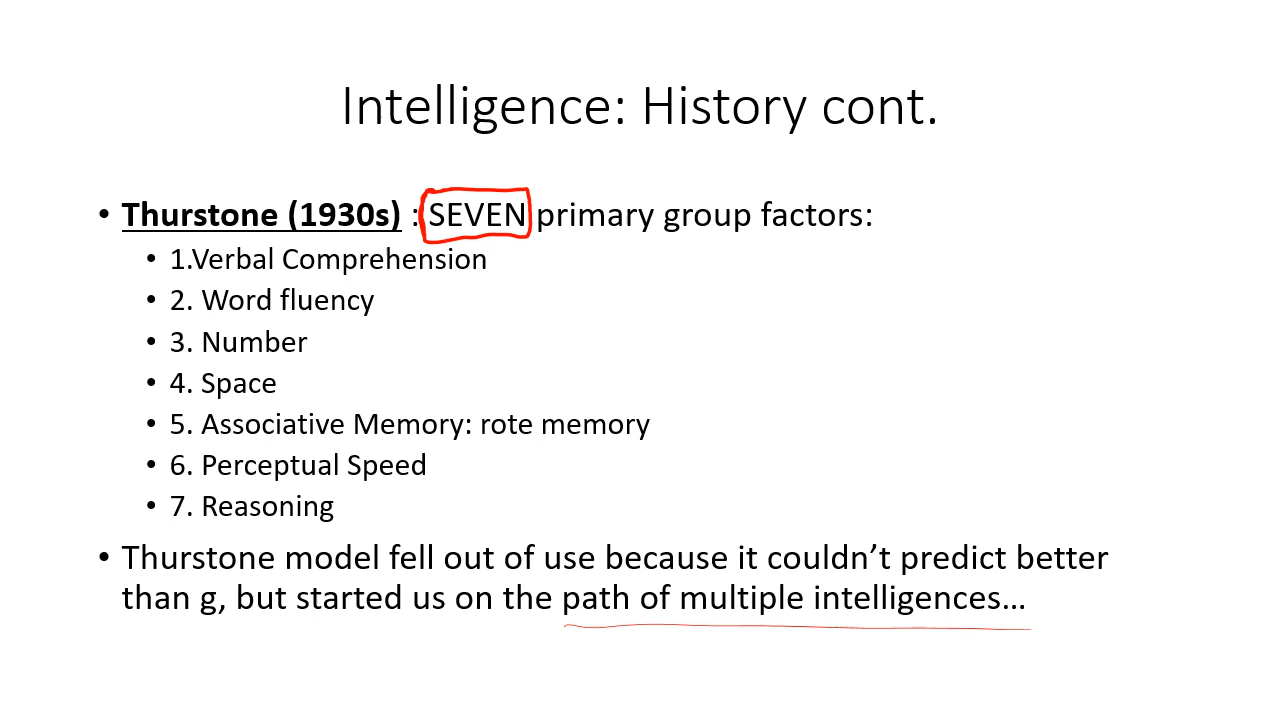 Intelligence: History cont.
• Thurstone (1930s) : SEVEN primary group factors:
• 1.Verbal Comprehension
• 2. Word fluency
• 3. Number
• 4. Space
• 5. Associative Memory: rote memory
• 6. Perceptual Speed
• 7. Reasoning
• Thurstone model fell out of use because it couldn’t predict better
than g, but started us on the path of multiple intelligences…